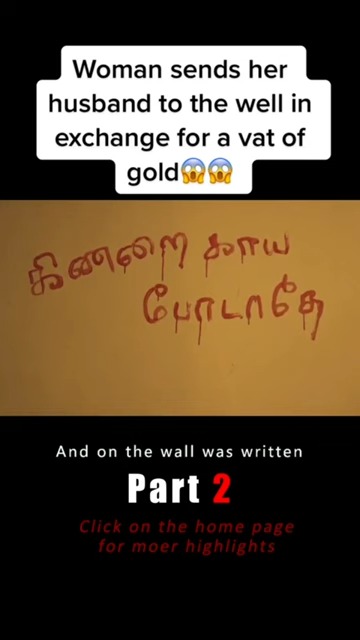 Woman sends her
husband to the well in
exchange for a vat of
gold😱😱
கிணறை காய
போடாதே
And on the wall was written
Part 2
Click on the home page
for moer highlights